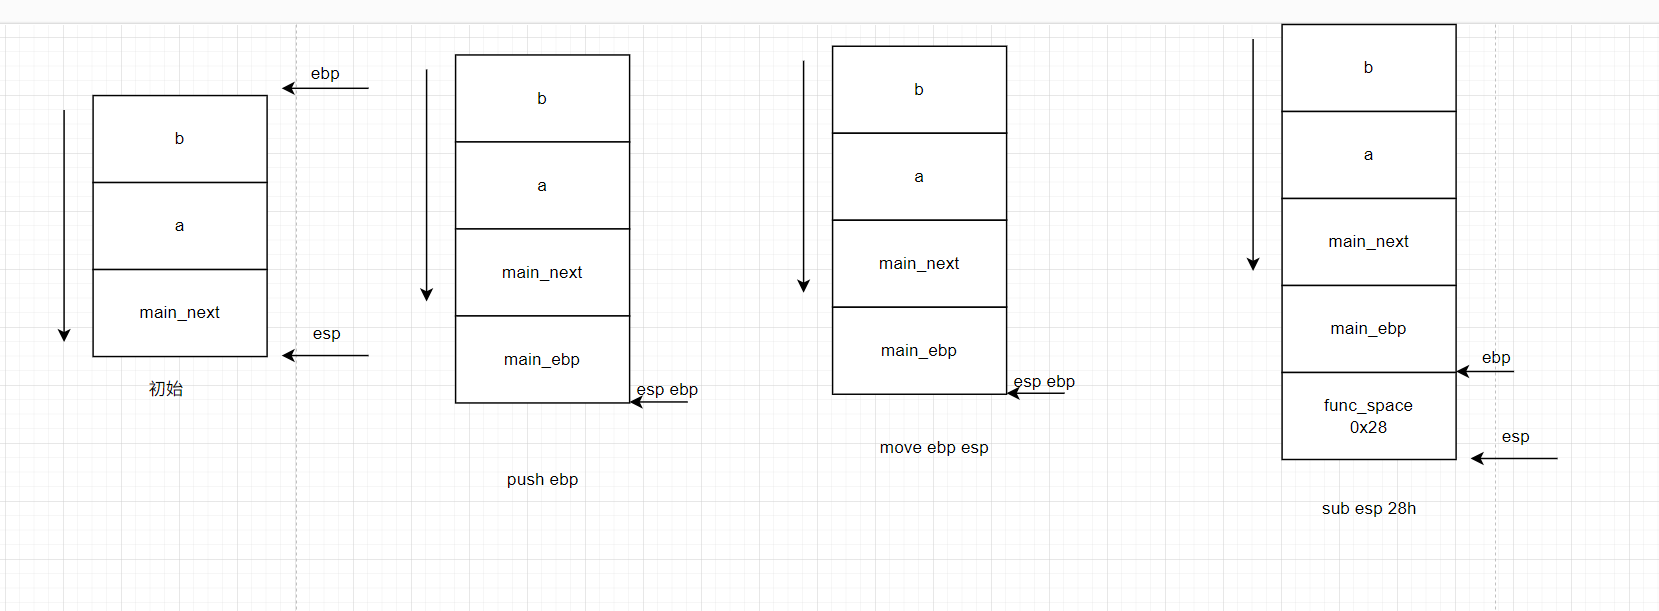 ebp
b
a
main_next
esp
初始
b
a
main_next
main_ebp
esp ebp
push ebp
b
a
main_next
main_ebp
esp ebp
move ebp esp
b
a
main_next
main_ebp
ebp
func_space
0x28
esp
sub esp 28h